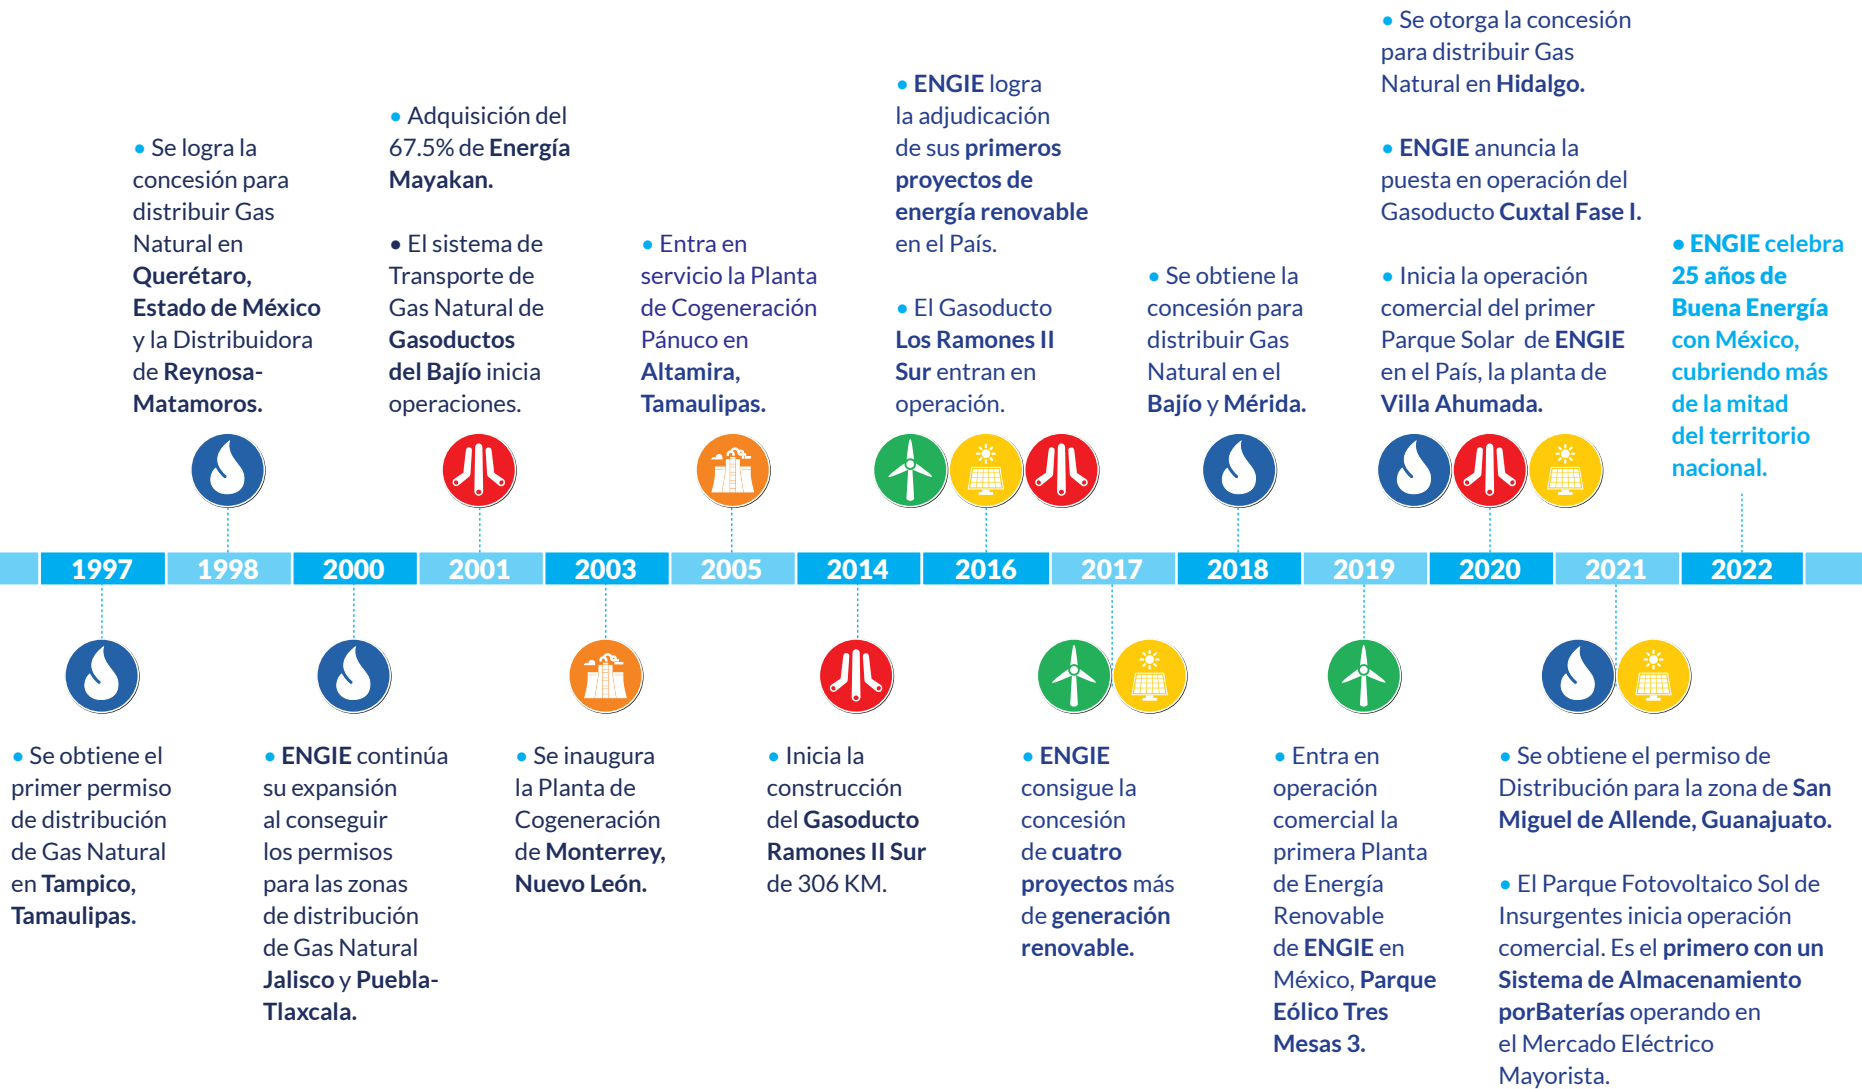 • Se logra la
concesión para
distribuir Gas
Natural en
Querétaro,
Estado de México
y la Distribuidora
de Reynosa-
Matamoros.
• Adquisición del
67.5% de Energía
Mayakan.
• El sistema de
Transporte de
Gas Natural de
Gasoductos
del Bajío inicia
operaciones.
• Entra en
servicio la Planta
de Cogeneración
Pánuco en
Altamira,
Tamaulipas.
• ENGIE logra
la adjudicación
de sus primeros
proyectos de
energía renovable
en el País.
• El Gasoducto
Los Ramones II
Sur entran en
operación.
• Se obtiene la
concesión para
distribuir Gas
Natural en el
Bajío y Mérida.
• Se otorga la concesión
para distribuir Gas
Natural en Hidalgo.
• ENGIE anuncia la
puesta en operación del
Gasoducto Cuxtal Fase I.
• Inicia la operación
comercial del primer
Parque Solar de ENGIE
en el País, la planta de
Villa Ahumada.
• ENGIE celebra
25 años de
Buena Energía
con México,
cubriendo más
de la mitad
del territorio
nacional.
1997 1998 2000 2001 2003 2005 2014 2016 2017 2018 2019 2020 2021 2022
• Se obtiene el
primer permiso
de distribución
de Gas Natural
en Tampico,
Tamaulipas.
• ENGIE continúa
su expansión
al conseguir
los permisos
para las zonas
de distribución
de Gas Natural
Jalisco y Puebla-
Tlaxcala.
• Se inaugura
la Planta de
Cogeneración
de Monterrey,
Nuevo León.
• Inicia la
construcción
del Gasoducto
Ramones II Sur
de 306 KM.
• ENGIE
consigue la
concesión
de cuatro
proyectos más
de generación
renovable.
• Entra en
operación
comercial la
primera Planta
de Energía
Renovable
de ENGIE en
México, Parque
Eólico Tres
Mesas 3.
• Se obtiene el permiso de
Distribución para la zona de San
Miguel de Allende, Guanajuato.
• El Parque Fotovoltaico Sol de
Insurgentes inicia operación
comercial. Es el primero con un
Sistema de Almacenamiento
porBaterías operando en
el Mercado Eléctrico
Mayorista.